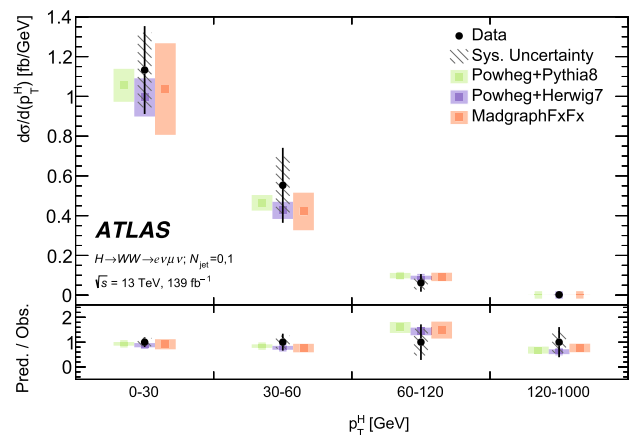 dσ/d(p_T^H) [fb/GeV]
1.4
1.2
1
0.8
0.6
0.4
0.2
0
Data
Sys. Uncertainty
Powheg+Pythia8
Powheg+Herwig7
MadgraphFxFx
ATLAS
H→WW→eνμν; N_jet=0,1
√s = 13 TeV, 139 fb⁻¹
Pred. / Obs.
2
1
0
0-30 30-60 60-120 120-1000
p_T^H [GeV]